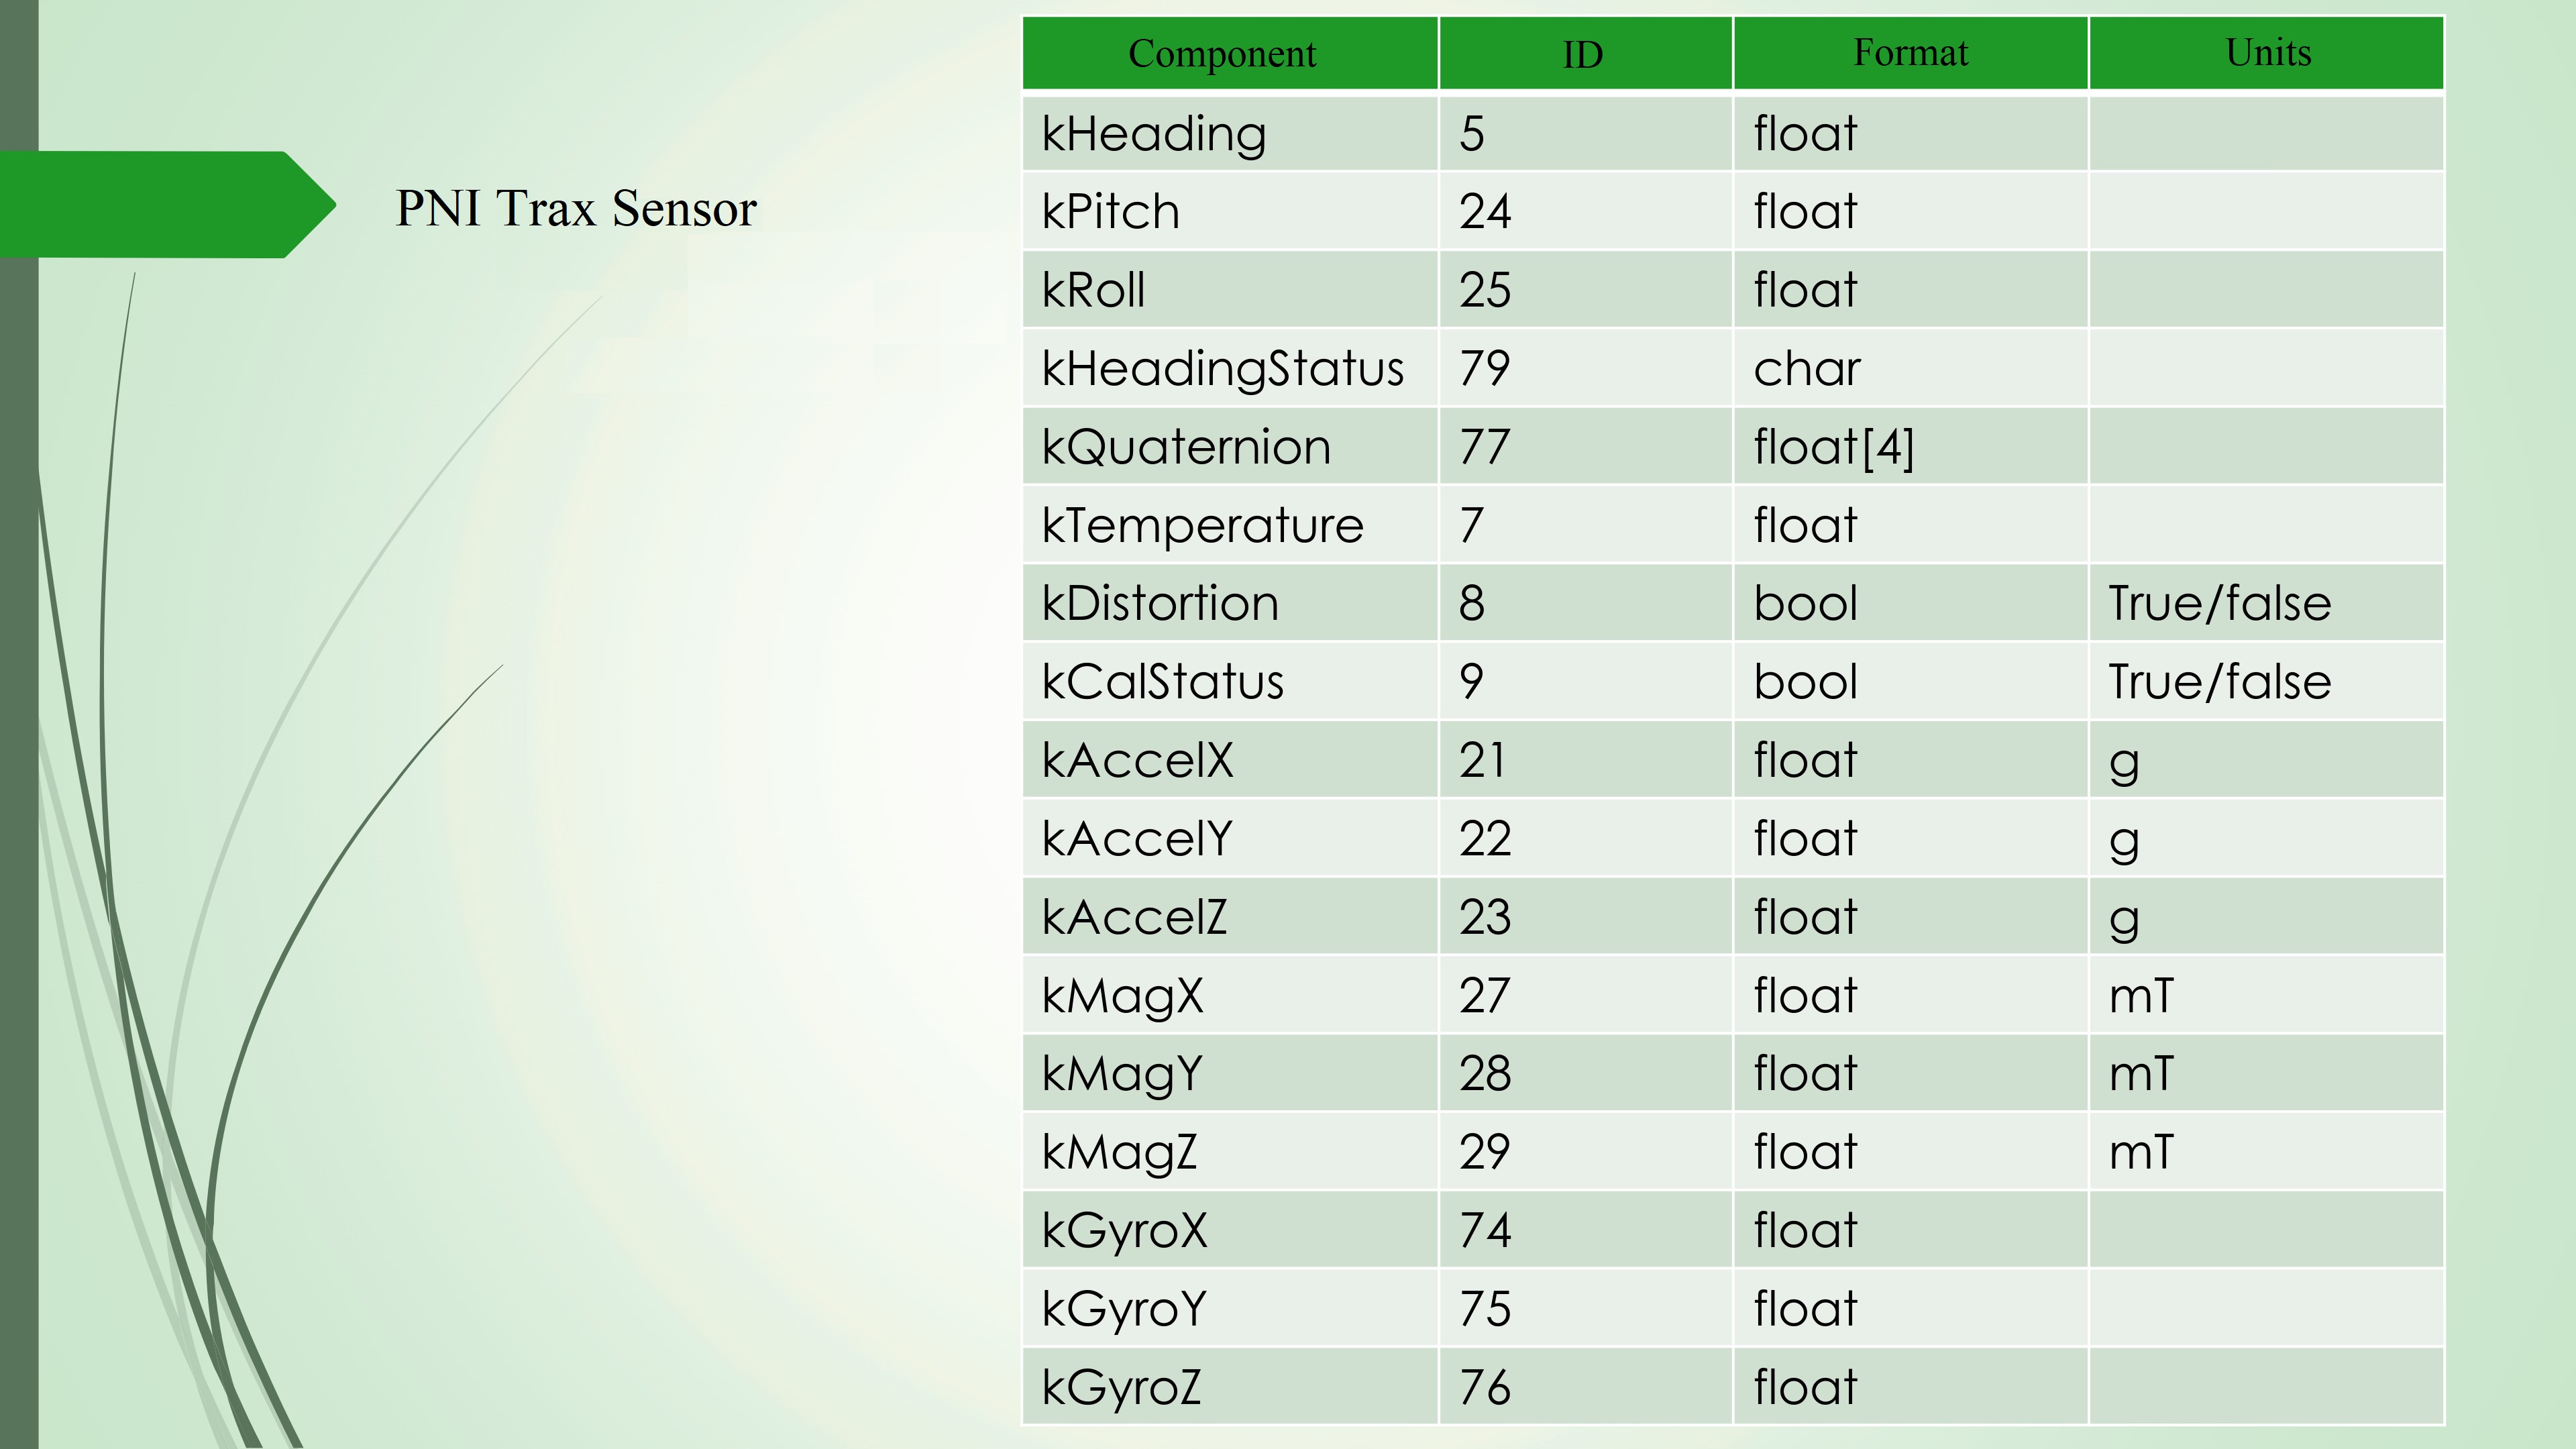 PNI Trax Sensor
Component ID Format Units
kHeading 5 float
kPitch 24 float
kRoll 25 float
kHeadingStatus 79 char
kQuaternion 77 float[4]
kTemperature 7 float
kDistortion 8 bool True/false
kCalStatus 9 bool True/false
kAccelX 21 float g
kAccelY 22 float g
kAccelZ 23 float g
kMagX 27 float mT
kMagY 28 float mT
kMagZ 29 float mT
kGyroX 74 float
kGyroY 75 float
kGyroZ 76 float